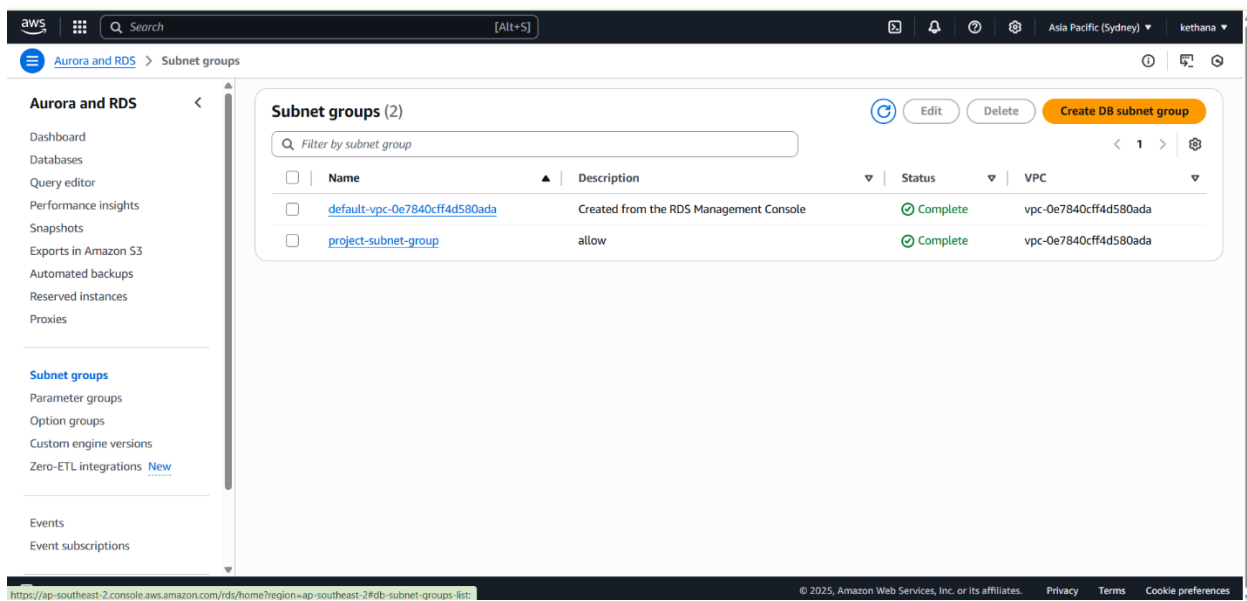 aws Search [Alt+S] Asia Pacific (Sydney) kethana
Aurora and RDS > Subnet groups
Aurora and RDS
Dashboard
Databases
Query editor
Performance insights
Snapshots
Exports in Amazon S3
Automated backups
Reserved instances
Proxies
Subnet groups
Parameter groups
Option groups
Custom engine versions
Zero-ETL integrations New
Events
Event subscriptions
Subnet groups (2) Edit Delete Create DB subnet group
Filter by subnet group 1
Name Description Status VPC
default-vpc-0e7840cff4d580ada Created from the RDS Management Console Complete vpc-0e7840cff4d580ada
project-subnet-group allow Complete vpc-0e7840cff4d580ada
https://ap-southeast-2.console.aws.amazon.com/rds/home?region=ap-southeast-2#db-subnet-groups-list: © 2025, Amazon Web Services, Inc. or its affiliates. Privacy Terms Cookie preferences